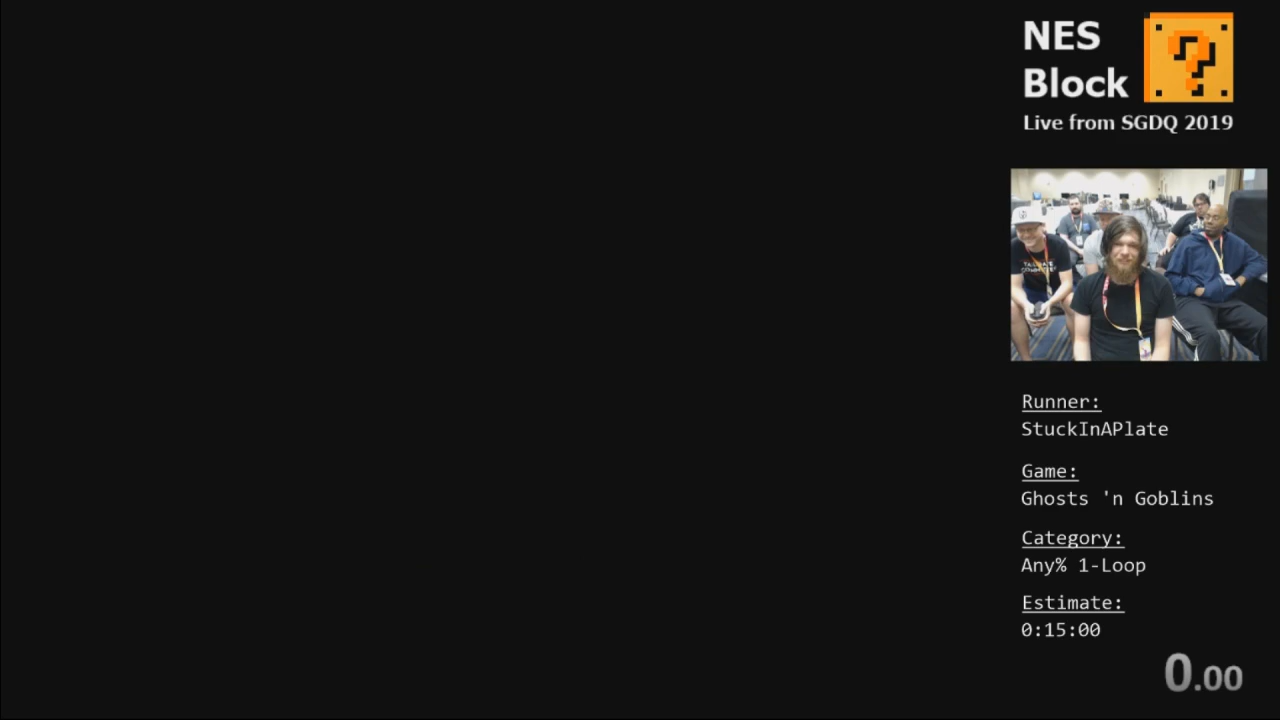 NES
Block
Live from SGDQ 2019
Runner:
StuckInAPlate
Game:
Ghosts 'n Goblins
Category:
Any% 1-Loop
Estimate:
0:15:00
0.00